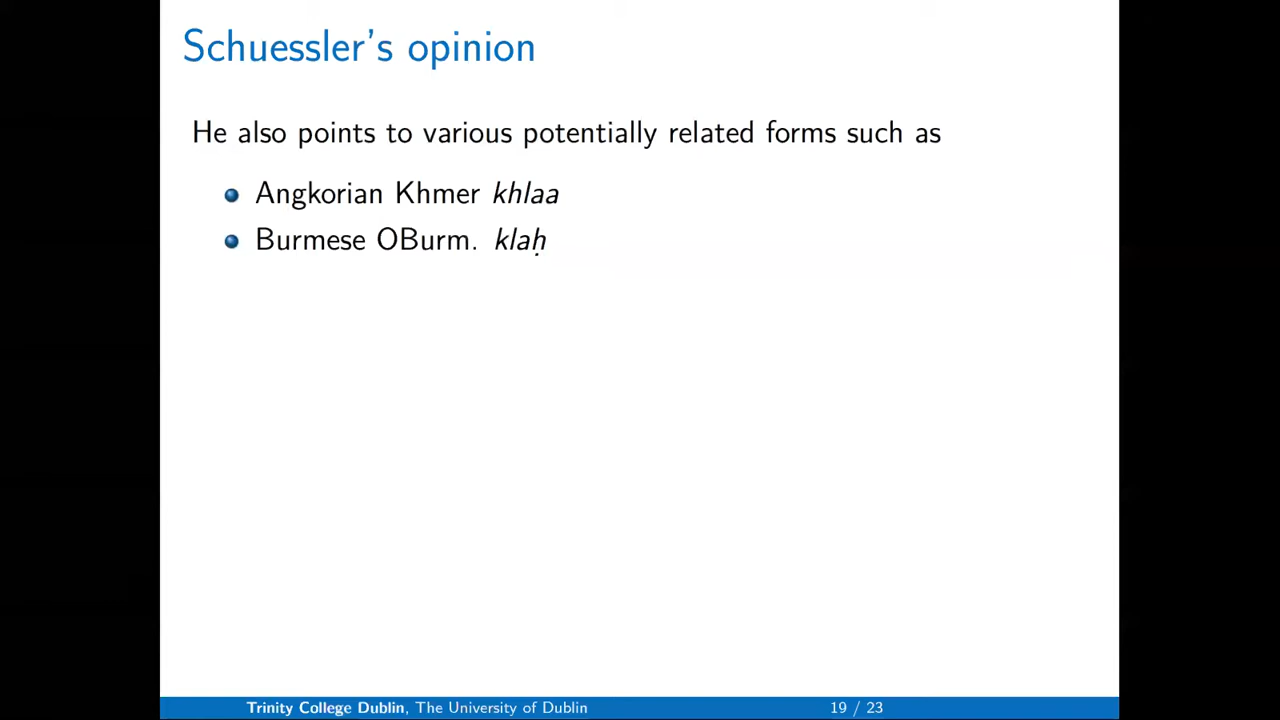 Schuessler's opinion
He also points to various potentially related forms such as
Angkorian Khmer khlaa
Burmese OBurm. klaḥ
Trinity College Dublin, The University of Dublin 19 / 23